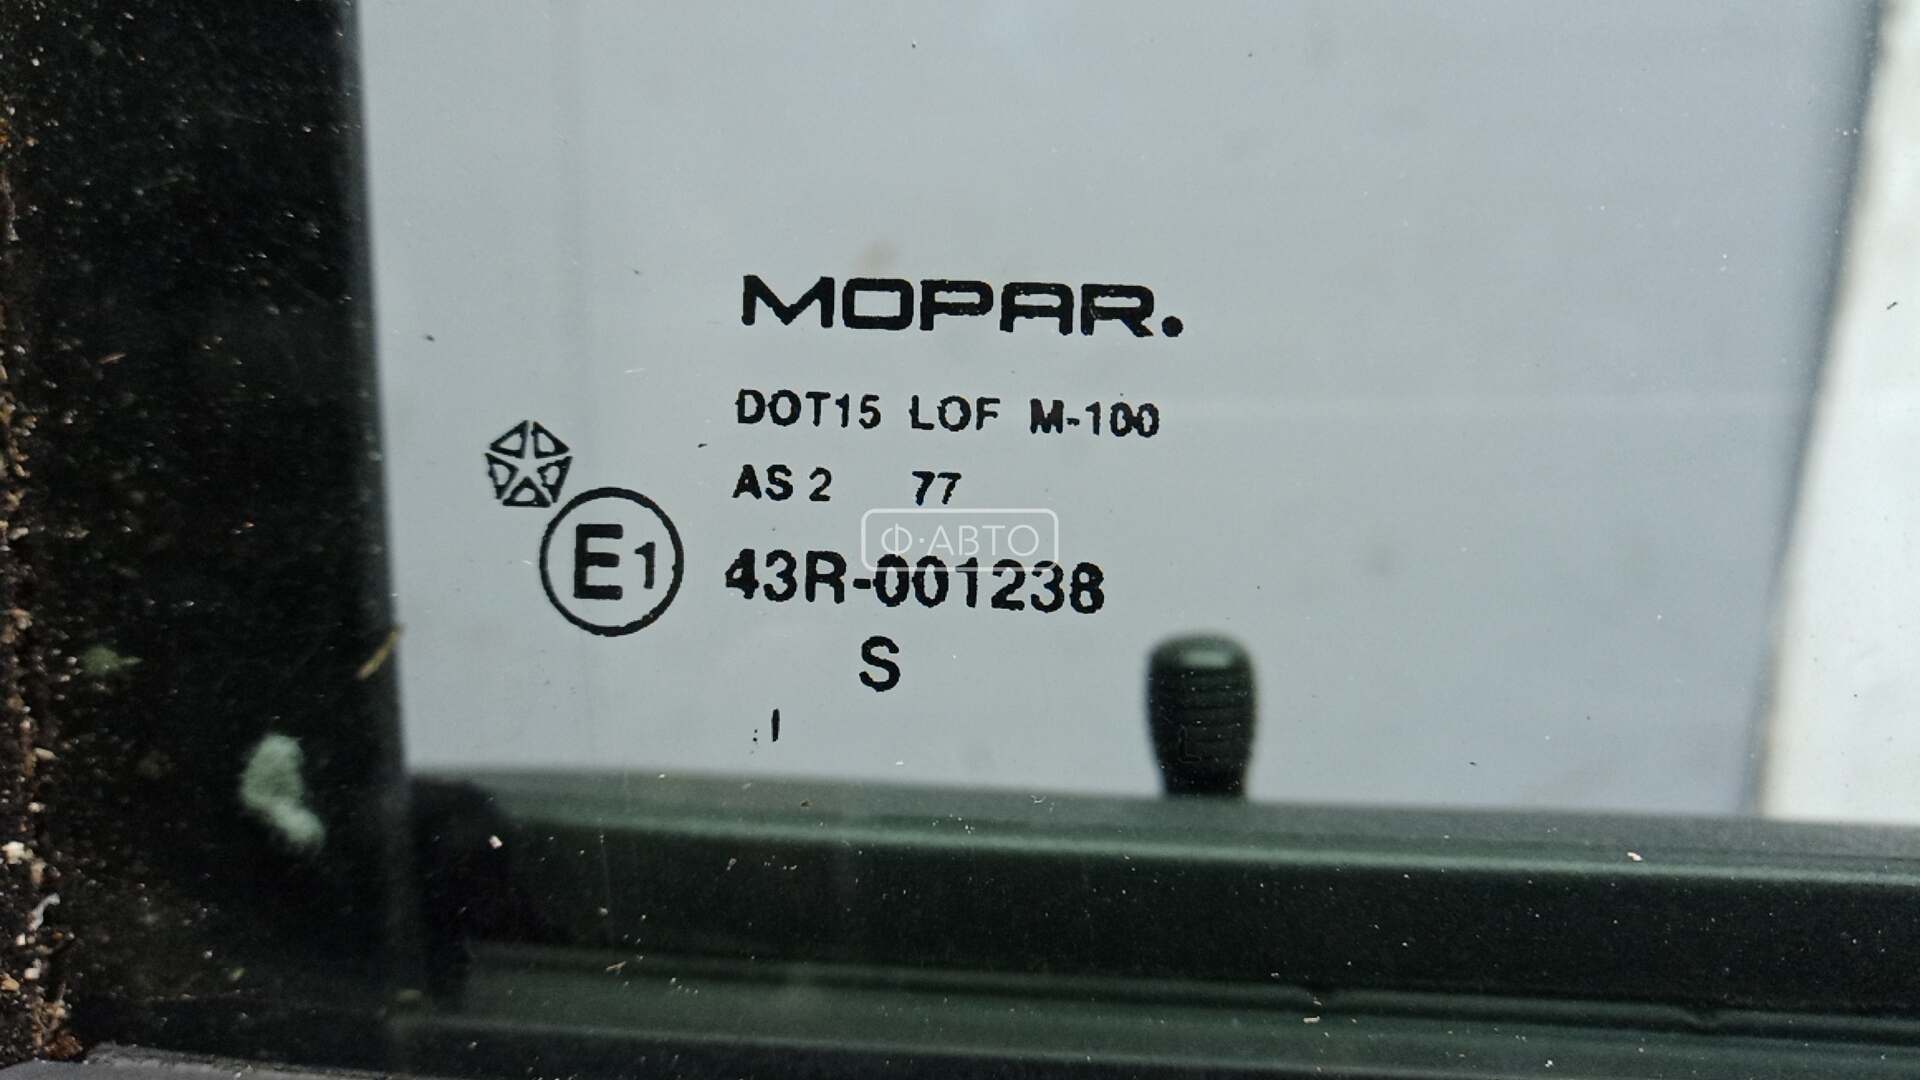 MOPAR.
DOT15 LOF M-100
AS 2 77
Ф·АВТО
E1 43R-001238
S